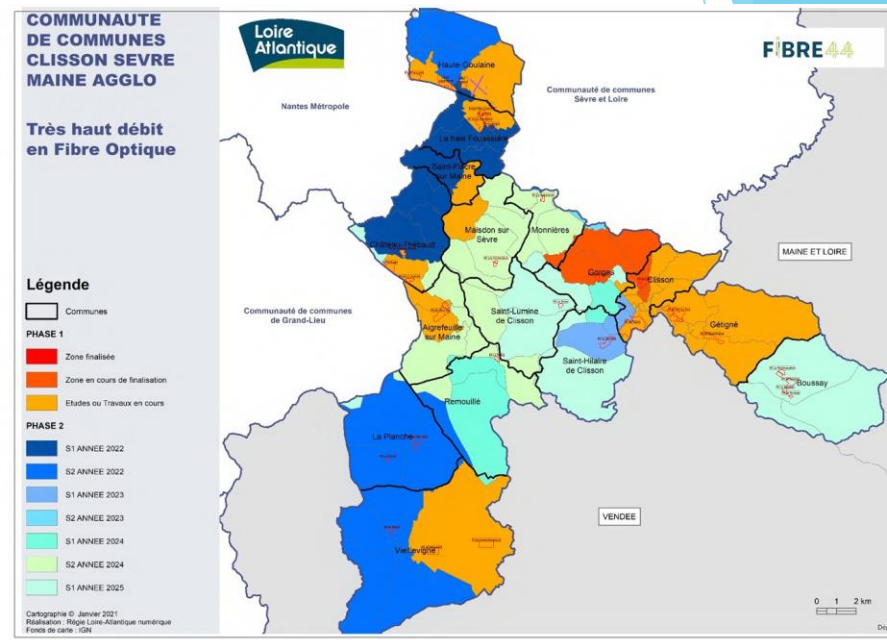 COMMUNAUTE
DE COMMUNES
CLISSON SEVRE
MAINE AGGLO
Très haut débit
en Fibre Optique
Loire
Atlantique
FIBRE44
Nantes Métropole
Communauté de communes
Sèvre et Loire
Communauté de communes
de Grand-Lieu
MAINE ET LOIRE
VENDEE
Haute-Goulaine
La haie Fouassière
Saint-Fiacre
sur Maine
Château-Thébaud
Maisdon sur
Sèvre
Monnières
Gorges
Clisson
Gétigné
Boussay
Aigrefeuille
sur Maine
Saint-Lumine
de Clisson
Saint-Hilaire
de Clisson
Remouillé
La Planche
Vieillevigne
Légende
Communes
PHASE 1
Zone finalisée
Zone en cours de finalisation
Etudes ou Travaux en cours
PHASE 2
S1 ANNEE 2022
S2 ANNEE 2022
S1 ANNEE 2023
S2 ANNEE 2023
S1 ANNEE 2024
S2 ANNEE 2024
S1 ANNEE 2025
Cartographie © Janvier 2021
Réalisation : Régie Loire-Atlantique numérique
Fonds de carte : IGN
0 1 2 km